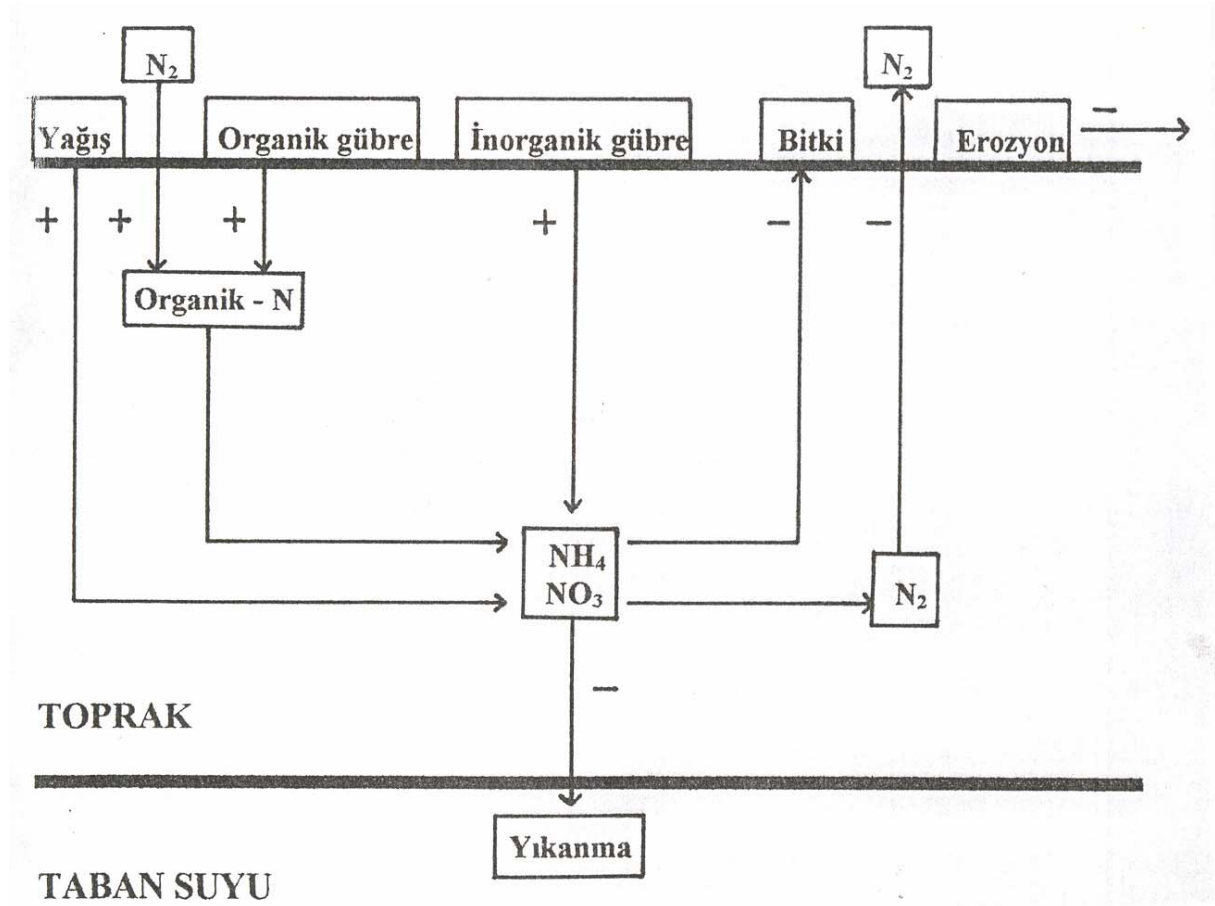 N₂
N₂
Yağış
Organik gübre
İnorganik gübre
Bitki
Erozyon
−
+
+
+
+
−
−
Organik - N
NH₄
NO₃
N₂
−
TOPRAK
Yıkanma
TABAN SUYU